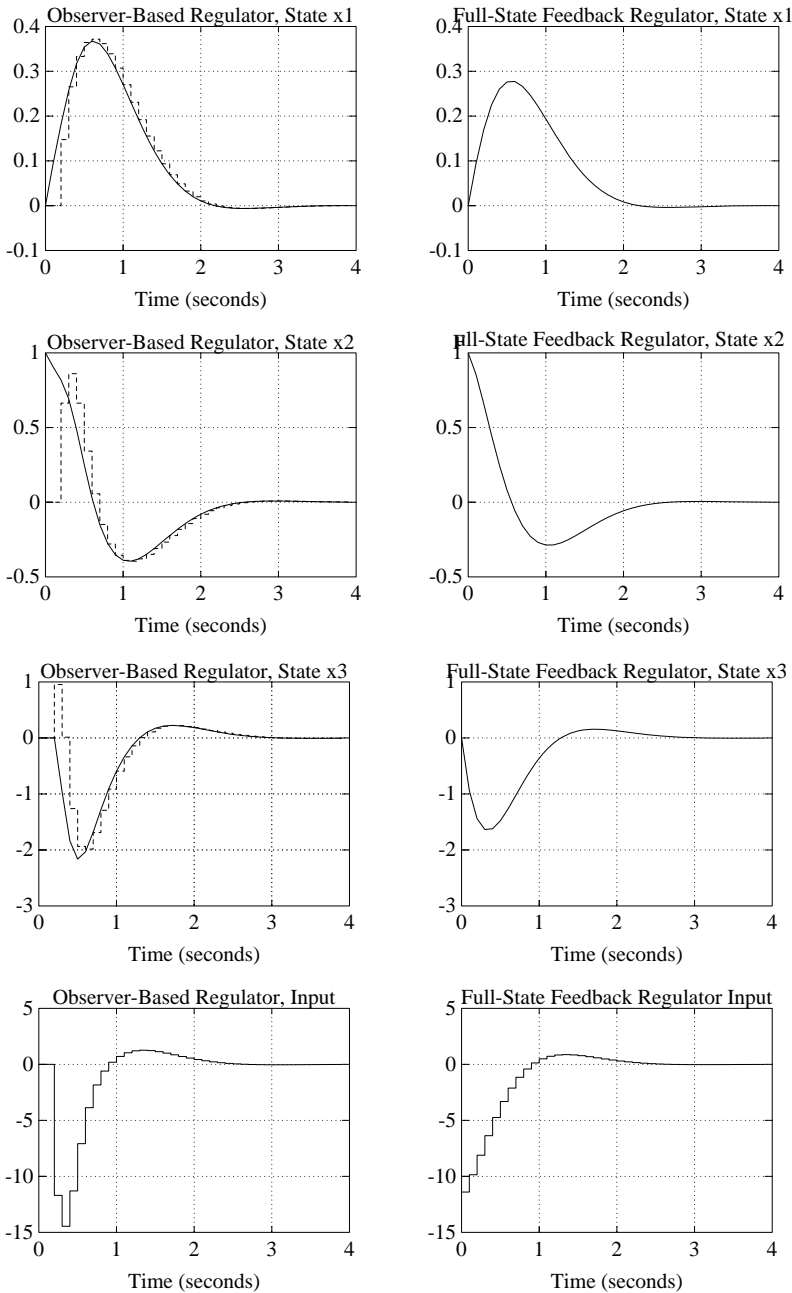 Observer-Based Regulator, State x1
0.4
0.3
0.2
0.1
0
-0.1
0 1 2 3 4
Time (seconds)
Full-State Feedback Regulator, State x1
0.4
0.3
0.2
0.1
0
-0.1
0 1 2 3 4
Time (seconds)
Observer-Based Regulator, State x2
1
0.5
0
-0.5
0 1 2 3 4
Time (seconds)
Full-State Feedback Regulator, State x2
1
0.5
0
-0.5
0 1 2 3 4
Time (seconds)
Observer-Based Regulator, State x3
1
0
-1
-2
-3
0 1 2 3 4
Time (seconds)
Full-State Feedback Regulator, State x3
1
0
-1
-2
-3
0 1 2 3 4
Time (seconds)
Observer-Based Regulator, Input
5
0
-5
-10
-15
0 1 2 3 4
Time (seconds)
Full-State Feedback Regulator Input
5
0
-5
-10
-15
0 1 2 3 4
Time (seconds)